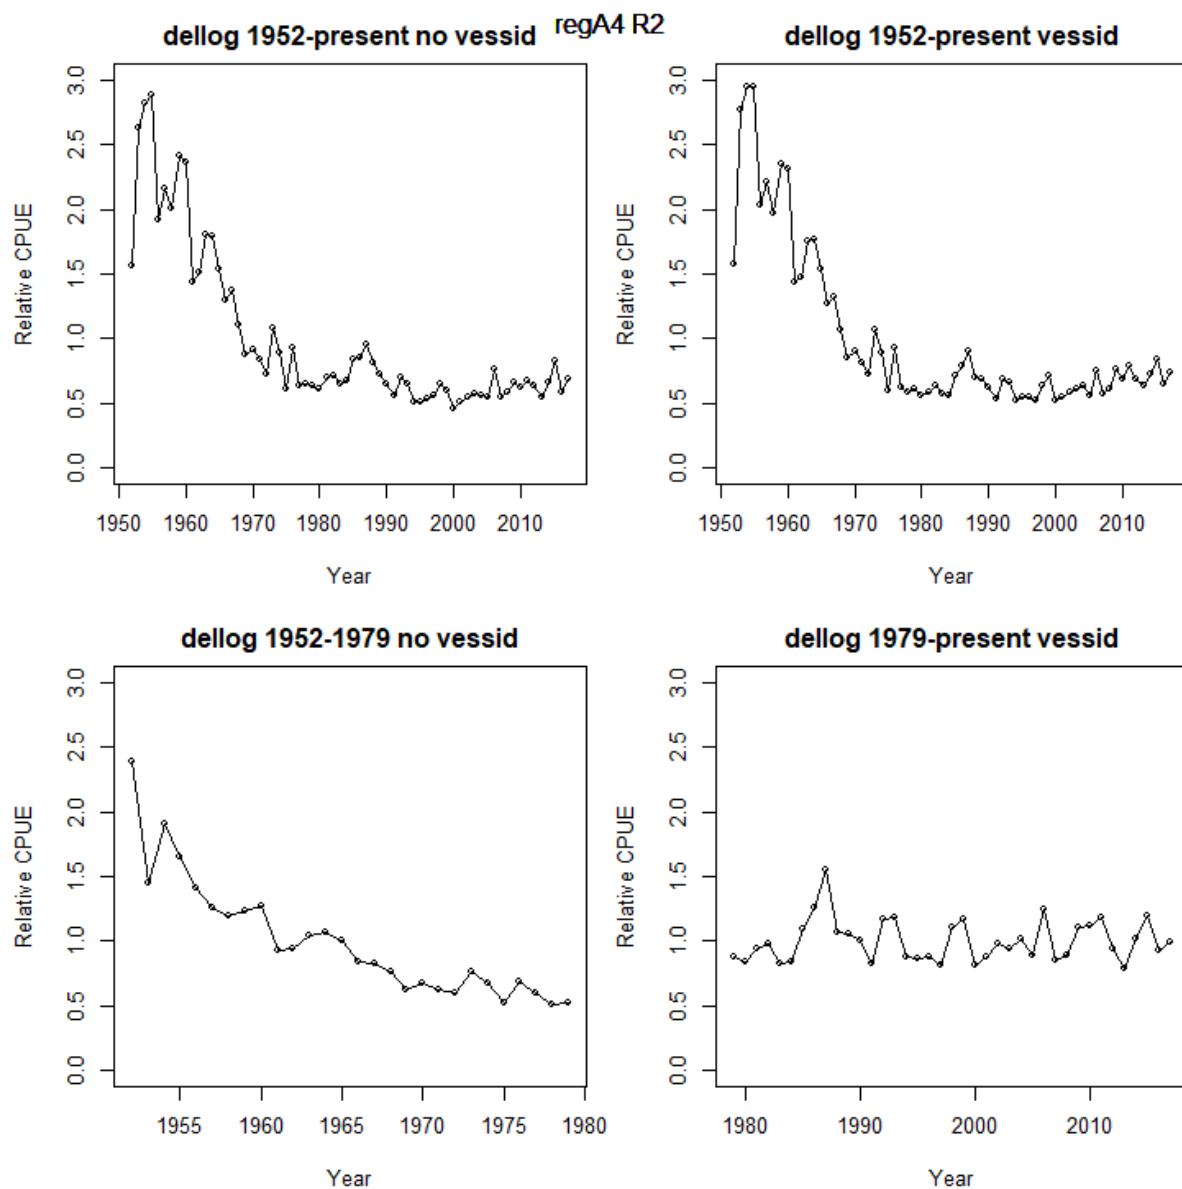 regA4 R2
dellog 1952-present no vessid
Relative CPUE
3.0
2.5
2.0
1.5
1.0
0.5
0.0
1950 1960 1970 1980 1990 2000 2010
Year
dellog 1952-present vessid
Relative CPUE
3.0
2.5
2.0
1.5
1.0
0.5
0.0
1950 1960 1970 1980 1990 2000 2010
Year
dellog 1952-1979 no vessid
Relative CPUE
3.0
2.5
2.0
1.5
1.0
0.5
0.0
1955 1960 1965 1970 1975 1980
Year
dellog 1979-present vessid
Relative CPUE
3.0
2.5
2.0
1.5
1.0
0.5
0.0
1980 1990 2000 2010
Year